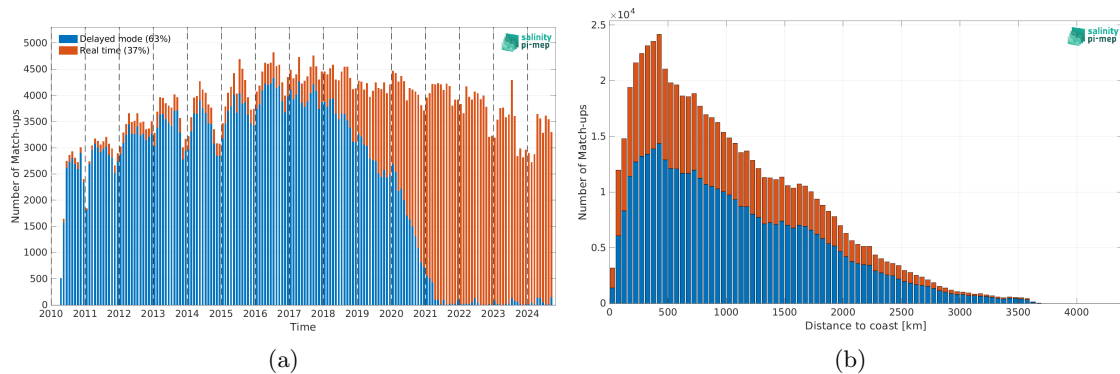 Delayed mode (63%)
Real time (37%)
salinity
pi-mep
Number of Match-ups
5000
4500
4000
3500
3000
2500
2000
1500
1000
500
0
2010 2011 2012 2013 2014 2015 2016 2017 2018 2019 2020 2021 2022 2023 2024
Time
(a)
×10⁴
salinity
pi-mep
Number of Match-ups
2.5
2
1.5
1
0.5
0
0 500 1000 1500 2000 2500 3000 3500 4000
Distance to coast [km]
(b)